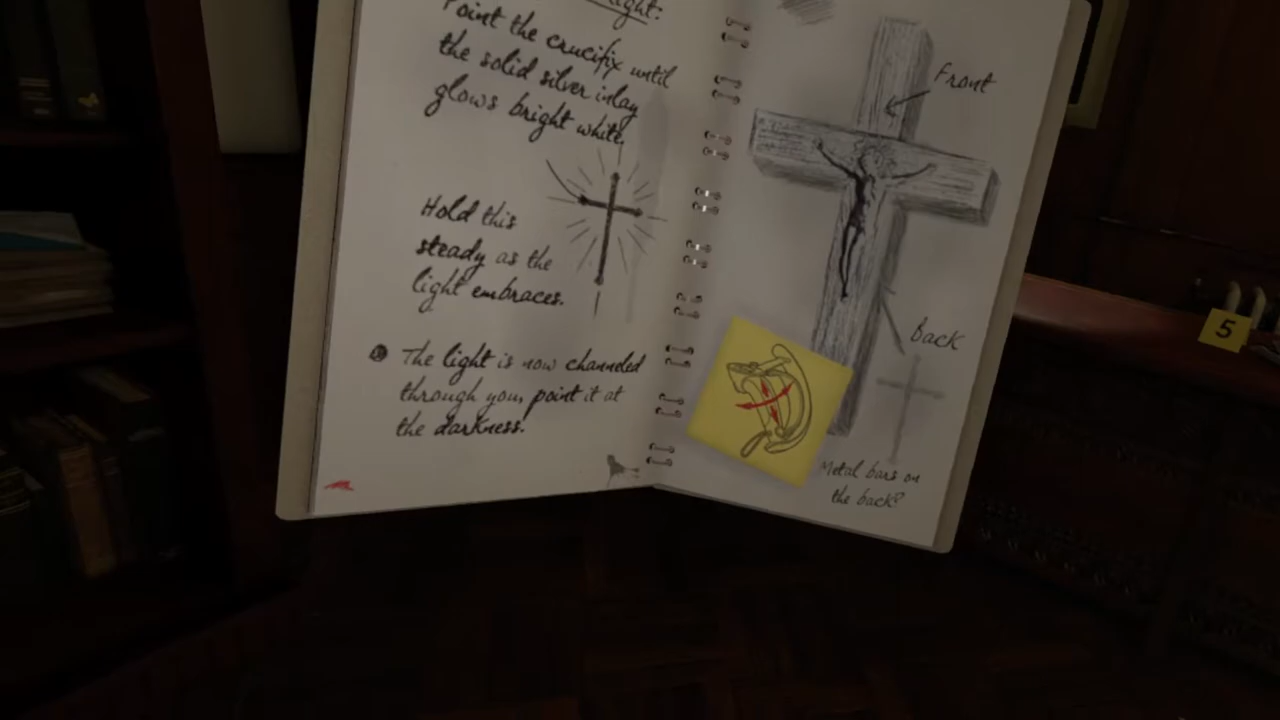 light:
Point the crucifix until
the solid silver inlay
glows bright white.
Hold this
steady as the
light embraces.
The light is now channeled
through you, point it at
the darkness.
Front
back
Metal bars on
the back?
5